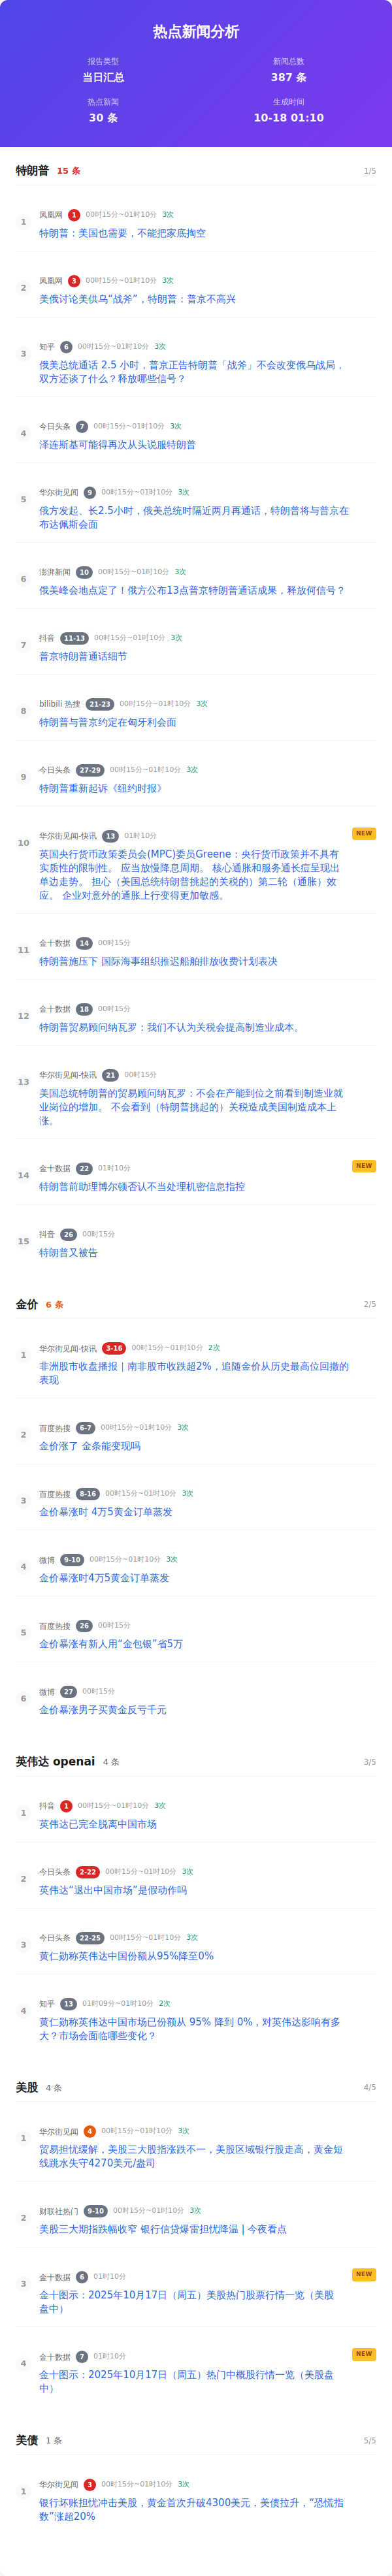 热点新闻分析
报告类型
当日汇总
新闻总数
387 条
热点新闻
30 条
生成时间
10-18 01:10
特朗普 15 条 1/5
1
凤凰网 1 00时15分~01时10分 3次
特朗普：美国也需要，不能把家底掏空
2
凤凰网 3 00时15分~01时10分 3次
美俄讨论美供乌“战斧”，特朗普：普京不高兴
3
知乎 6 00时15分~01时10分 3次
俄美总统通话 2.5 小时，普京正告特朗普「战斧」不会改变俄乌战局，
双方还谈了什么？释放哪些信号？
4
今日头条 7 00时15分~01时10分 3次
泽连斯基可能得再次从头说服特朗普
5
华尔街见闻 9 00时15分~01时10分 3次
俄方发起、长2.5小时，俄美总统时隔近两月再通话，特朗普将与普京在
布达佩斯会面
6
澎湃新闻 10 00时15分~01时10分 3次
俄美峰会地点定了！俄方公布13点普京特朗普通话成果，释放何信号？
7
抖音 11-13 00时15分~01时10分 3次
普京特朗普通话细节
8
bilibili 热搜 21-23 00时15分~01时10分 3次
特朗普与普京约定在匈牙利会面
9
今日头条 27-29 00时15分~01时10分 3次
特朗普重新起诉《纽约时报》
10
华尔街见闻-快讯 13 01时10分 NEW
英国央行货币政策委员会(MPC)委员Greene：央行货币政策并不具有
实质性的限制性。 应当放慢降息周期。 核心通胀和服务通长痘呈现出
单边走势。 担心（美国总统特朗普挑起的关税的）第二轮（通胀）效
应。 企业对意外的通胀上行变得更加敏感。
11
金十数据 14 00时15分
特朗普施压下 国际海事组织推迟船舶排放收费计划表决
12
金十数据 18 00时15分
特朗普贸易顾问纳瓦罗：我们不认为关税会提高制造业成本。
13
华尔街见闻-快讯 21 00时15分
美国总统特朗普的贸易顾问纳瓦罗：不会在产能到位之前看到制造业就
业岗位的增加。 不会看到（特朗普挑起的）关税造成美国制造成本上
涨。
14
金十数据 22 01时10分 NEW
特朗普前助理博尔顿否认不当处理机密信息指控
15
抖音 26 00时15分
特朗普又被告
金价 6 条 2/5
1
华尔街见闻-快讯 3-16 00时15分~01时10分 2次
非洲股市收盘播报｜南非股市收跌超2%，追随金价从历史最高位回撤的
表现
2
百度热搜 6-7 00时15分~01时10分 3次
金价涨了 金条能变现吗
3
百度热搜 8-16 00时15分~01时10分 3次
金价暴涨时 4万5黄金订单蒸发
4
微博 9-10 00时15分~01时10分 3次
金价暴涨时4万5黄金订单蒸发
5
百度热搜 26 00时15分
金价暴涨有新人用“金包银”省5万
6
微博 27 00时15分
金价暴涨男子买黄金反亏千元
英伟达 openai 4 条 3/5
1
抖音 1 00时15分~01时10分 3次
英伟达已完全脱离中国市场
2
今日头条 2-22 00时15分~01时10分 3次
英伟达“退出中国市场”是假动作吗
3
今日头条 22-25 00时15分~01时10分 3次
黄仁勋称英伟达中国份额从95%降至0%
4
知乎 13 01时09分~01时10分 2次
黄仁勋称英伟达中国市场已份额从 95% 降到 0%，对英伟达影响有多
大？市场会面临哪些变化？
美股 4 条 4/5
1
华尔街见闻 4 00时15分~01时10分 3次
贸易担忧缓解，美股三大股指涨跌不一，美股区域银行股走高，黄金短
线跳水失守4270美元/盎司
2
财联社热门 9-10 00时15分~01时10分 3次
美股三大期指跌幅收窄 银行信贷爆雷担忧降温 | 今夜看点
3
金十数据 6 01时10分 NEW
金十图示：2025年10月17日（周五）美股热门股票行情一览（美股
盘中）
4
金十数据 7 01时10分 NEW
金十图示：2025年10月17日（周五）热门中概股行情一览（美股盘
中）
美债 1 条 5/5
1
华尔街见闻 3 00时15分~01时10分 3次
银行坏账担忧冲击美股，黄金首次升破4300美元，美债拉升，“恐慌指
数”涨超20%